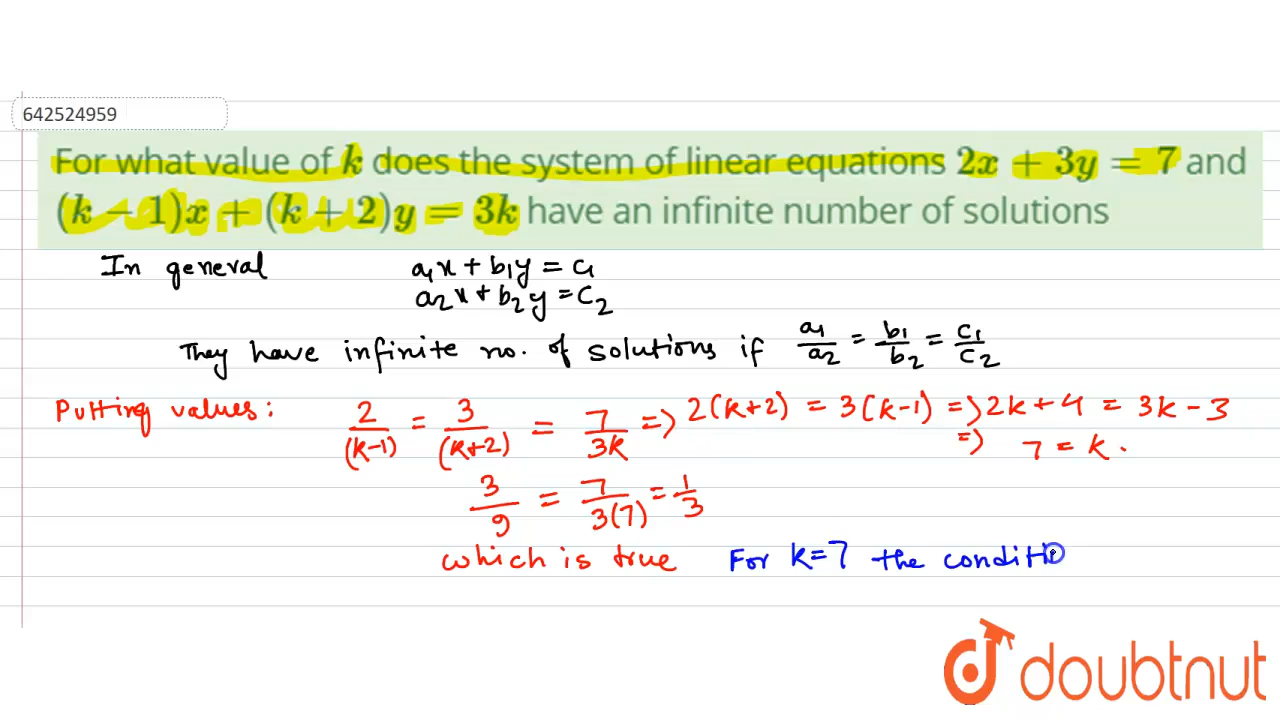 642524959
For what value of k does the system of linear equations 2x + 3y = 7 and
(k − 1)x + (k + 2)y = 3k have an infinite number of solutions
In general a₁x + b₁y = c₁
a₂x + b₂y = c₂
They have infinite no. of solutions if a₁/a₂ = b₁/b₂ = c₁/c₂
Putting values: 2/(k-1) = 3/(k+2) = 7/3k => 2(k+2) = 3(k-1) => 2k+4 = 3k-3
=> 7 = k.
3/9 = 7/3(7) = 1/3
which is true For k=7 the conditio
doubtnut